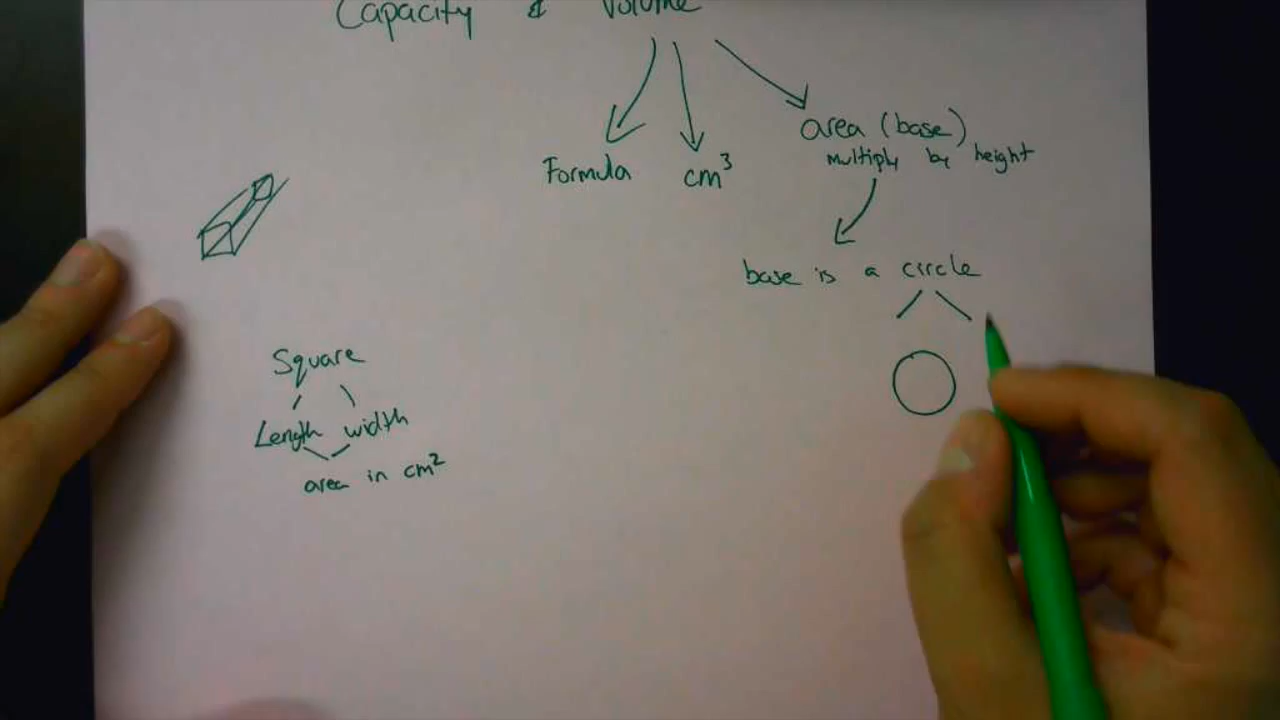 Capacity & Volume
Formula
cm³
area (base)
multiply by height
base is a circle
Square
Length width
area in cm²